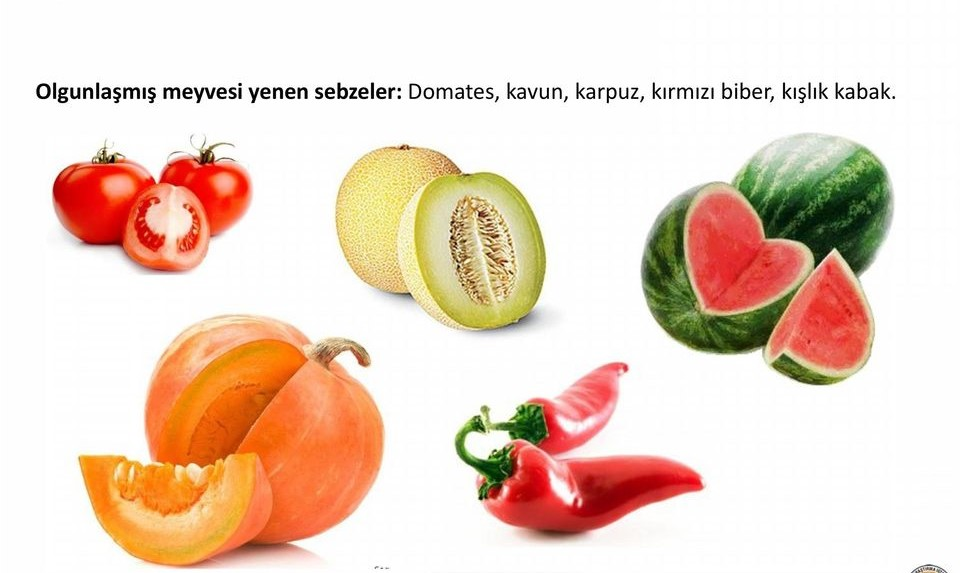 Olgunlaşmış meyvesi yenen sebzeler: Domates, kavun, karpuz, kırmızı biber, kışlık kabak.